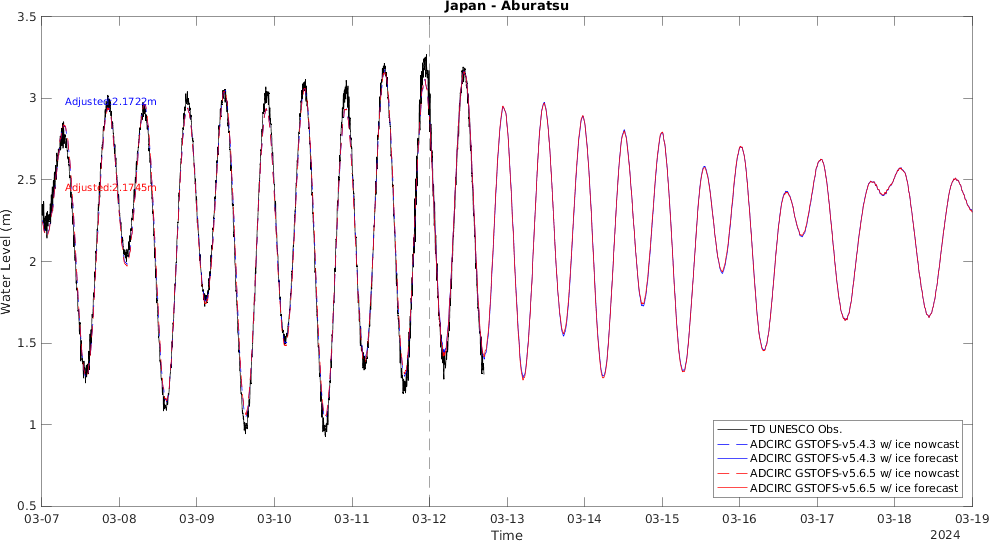 Japan - Aburatsu
3.5
3
2.5
2
1.5
1
0.5
Water Level (m)
Adjusted:2.1722m
Adjusted:2.1745m
TD UNESCO Obs.
ADCIRC GSTOFS-v5.4.3 w/ ice nowcast
ADCIRC GSTOFS-v5.4.3 w/ ice forecast
ADCIRC GSTOFS-v5.6.5 w/ ice nowcast
ADCIRC GSTOFS-v5.6.5 w/ ice forecast
03-07 03-08 03-09 03-10 03-11 03-12 03-13 03-14 03-15 03-16 03-17 03-18 03-19
Time
2024